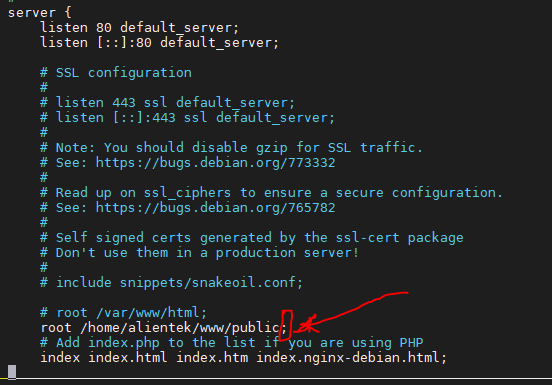 #
server {
listen 80 default_server;
listen [::]:80 default_server;
# SSL configuration
#
# listen 443 ssl default_server;
# listen [::]:443 ssl default_server;
#
# Note: You should disable gzip for SSL traffic.
# See: https://bugs.debian.org/773332
#
# Read up on ssl_ciphers to ensure a secure configuration.
# See: https://bugs.debian.org/765782
#
# Self signed certs generated by the ssl-cert package
# Don't use them in a production server!
#
# include snippets/snakeoil.conf;
# root /var/www/html;
root /home/alientek/www/public;
# Add index.php to the list if you are using PHP
index index.html index.htm index.nginx-debian.html;